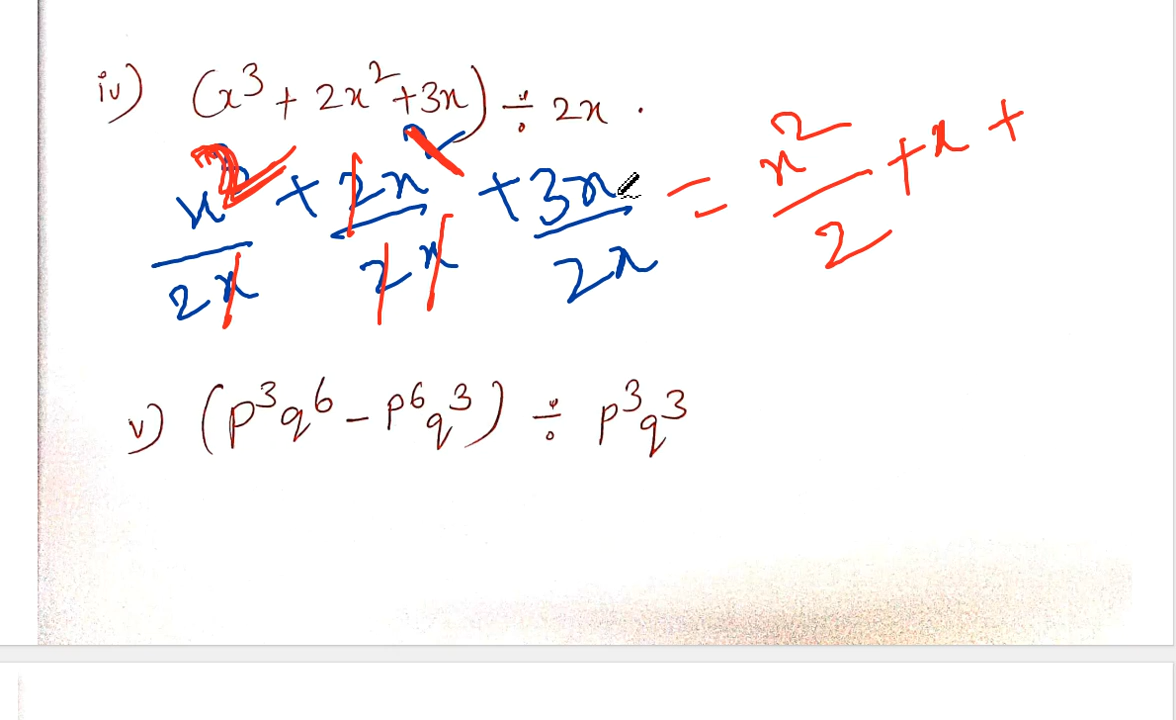 iv) (x³ + 2x² + 3x) ÷ 2x .
x³/2x + 2x²/2x + 3x/2x = x²/2 + x +
v) (p³q⁶ - p⁶q³) ÷ p³q³